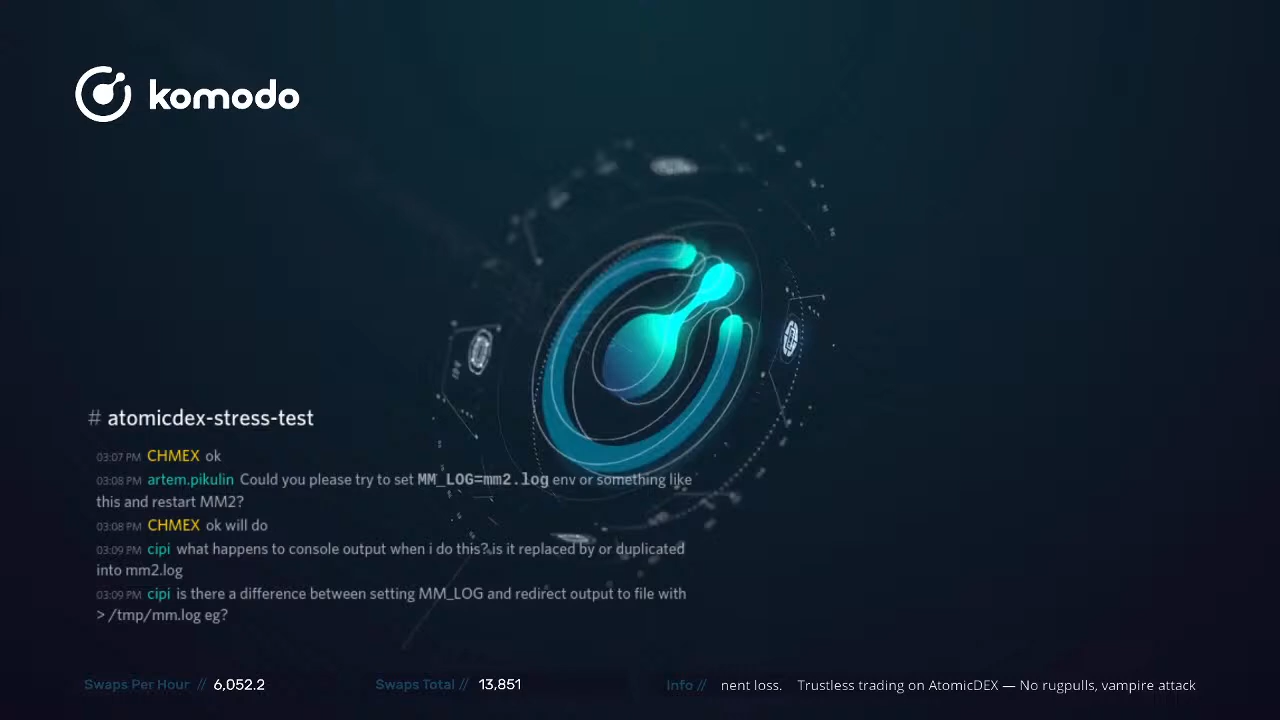 komodo
# atomicdex-stress-test
03:07 PM CHMEX ok
03:08 PM artem.pikulin Could you please try to set MM_LOG=mm2.log env or something like
this and restart MM2?
03:08 PM CHMEX ok will do
03:09 PM cipi what happens to console output when i do this? is it replaced by or duplicated
into mm2.log
03:09 PM cipi is there a difference between setting MM_LOG and redirect output to file with
> /tmp/mm.log eg?
Swaps Per Hour // 6,052.2 Swaps Total // 13,851 Info // nent loss. Trustless trading on AtomicDEX — No rugpulls, vampire attack